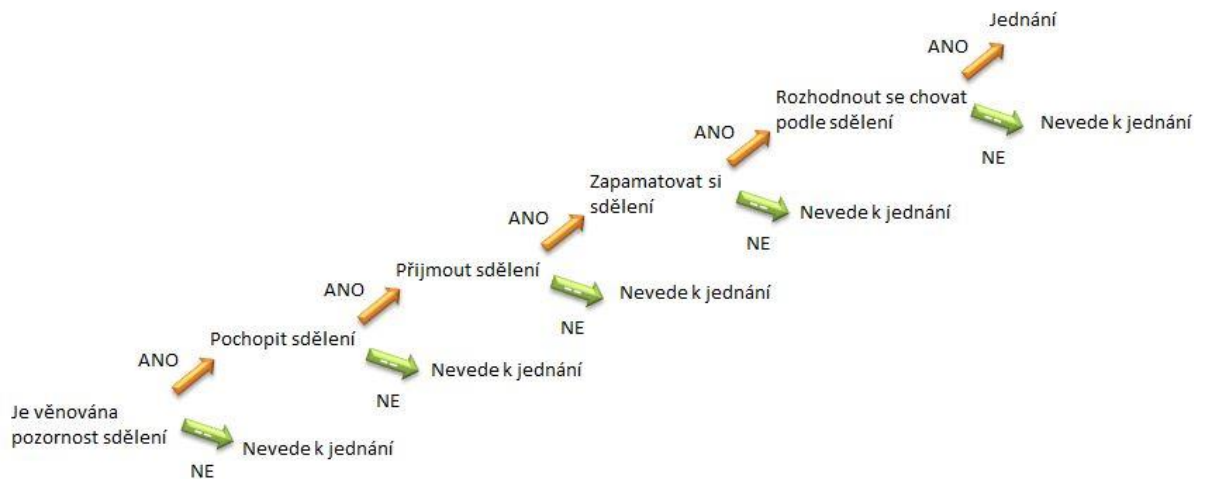 Jednání
ANO
Rozhodnout se chovat
podle sdělení
Nevede k jednání
ANO
NE
Zapamatovat si
sdělení
Nevede k jednání
ANO
NE
Přijmout sdělení
Nevede k jednání
ANO
NE
Pochopit sdělení
Nevede k jednání
ANO
NE
Je věnována
pozornost sdělení
Nevede k jednání
NE